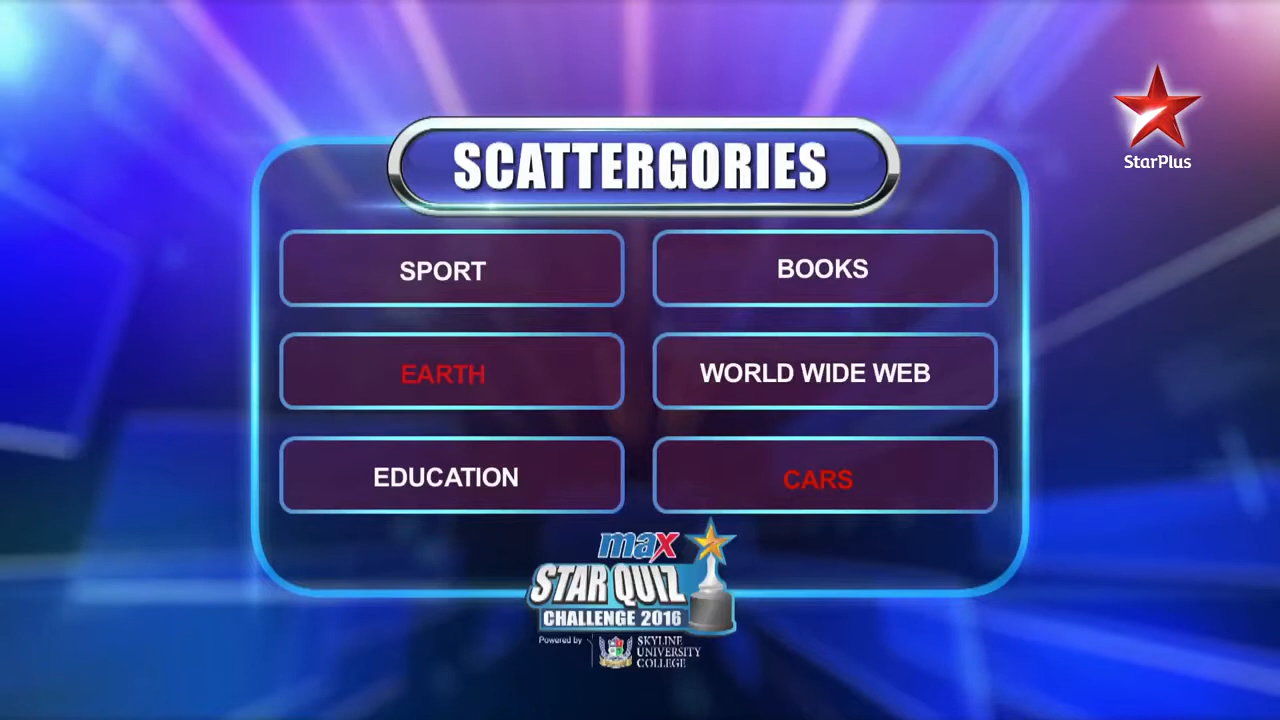 SCATTERGORIES
StarPlus
SPORT
BOOKS
EARTH
WORLD WIDE WEB
EDUCATION
CARS
max
STAR QUIZ
CHALLENGE 2016
Powered by
SKYLINE
UNIVERSITY
COLLEGE